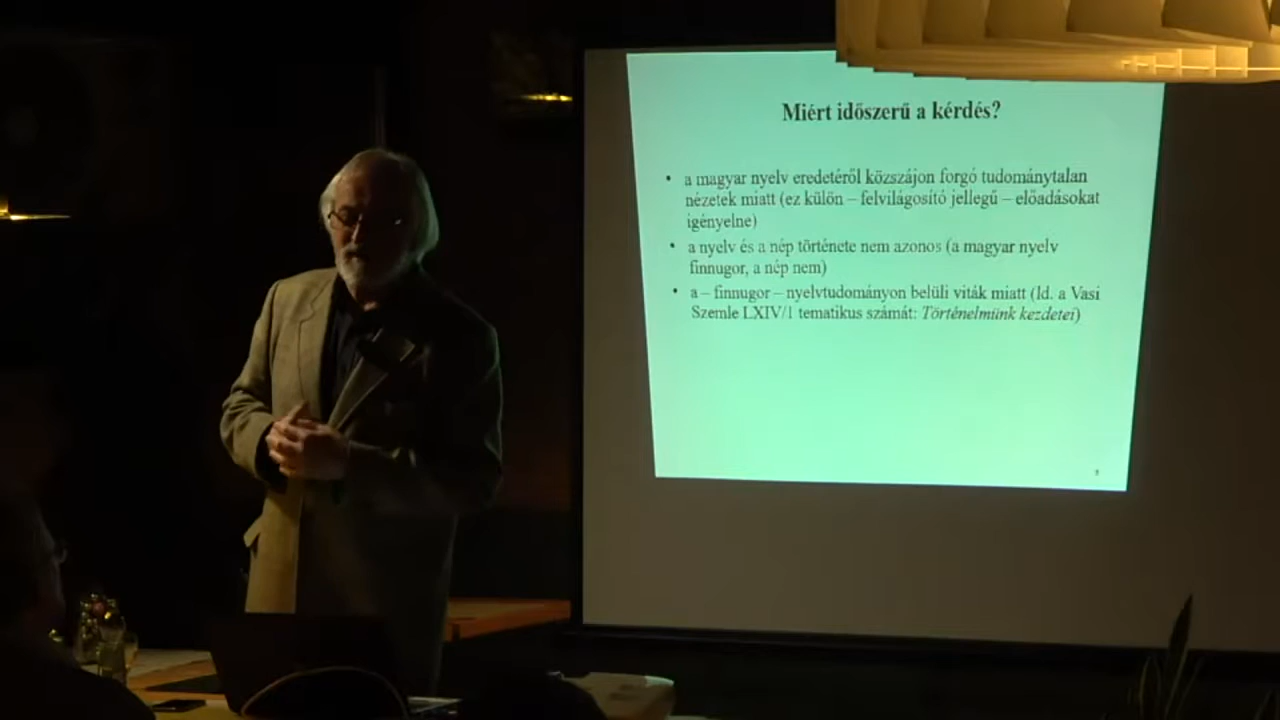 Miért időszerű a kérdés?
• a magyar nyelv eredetéről közszájon forgó tudománytalan
nézetek miatt (ez külön – felvilágosító jellegű – előadásokat
igényelne)
• a nyelv és a nép története nem azonos (a magyar nyelv
finnugor, a nép nem)
• a – finnugor – nyelvtudományon belüli viták miatt (ld. a Vasi
Szemle LXIV/1 tematikus számát: Történelmünk kezdetei)